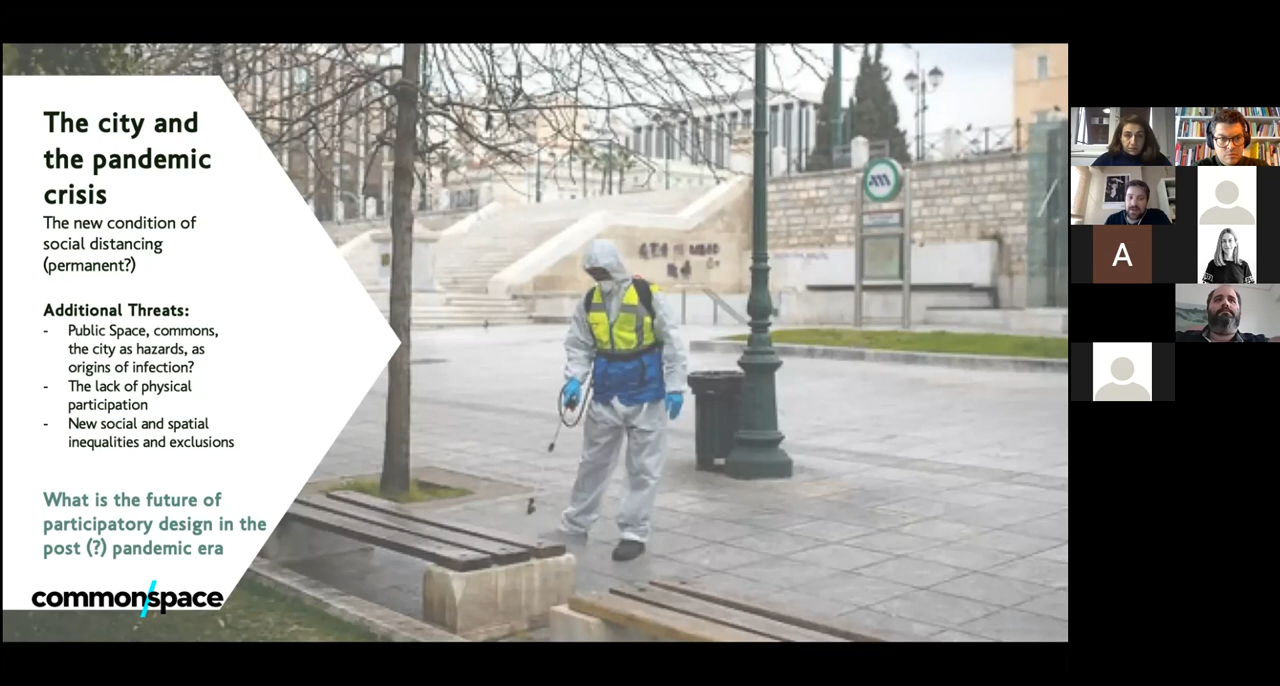 The city and
the pandemic
crisis
The new condition of
social distancing
(permanent?)
Additional Threats:
- Public Space, commons,
the city as hazards, as
origins of infection?
- The lack of physical
participation
- New social and spatial
inequalities and exclusions
What is the future of
participatory design in the
post (?) pandemic era
common/space
A